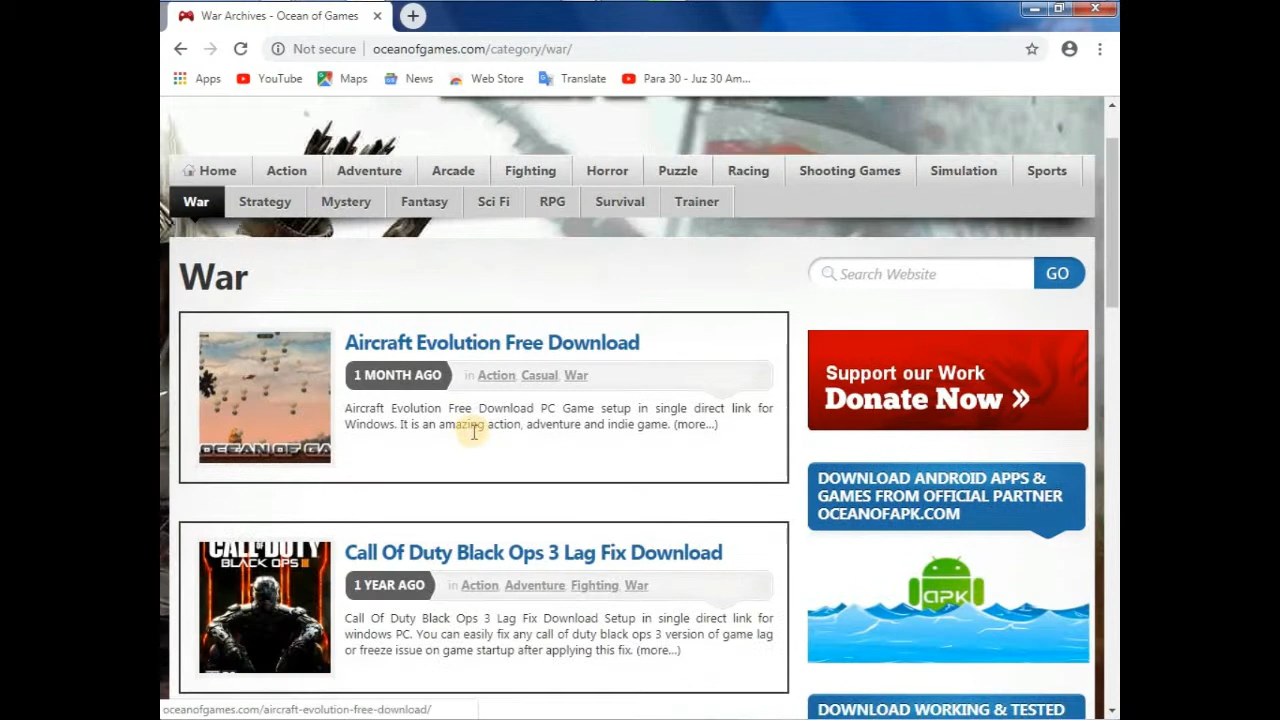 War Archives - Ocean of Games
Not secure | oceanofgames.com/category/war/
Apps YouTube Maps News Web Store Translate Para 30 - Juz 30 Am...
Home Action Adventure Arcade Fighting Horror Puzzle Racing Shooting Games Simulation Sports
War Strategy Mystery Fantasy Sci Fi RPG Survival Trainer
War
Search Website GO
Aircraft Evolution Free Download
1 MONTH AGO in Action, Casual, War
Aircraft Evolution Free Download PC Game setup in single direct link for
Windows. It is an amazing action, adventure and indie game. (more...)
OCEAN OF GA
Call Of Duty Black Ops 3 Lag Fix Download
1 YEAR AGO in Action, Adventure, Fighting, War
Call Of Duty Black Ops 3 Lag Fix Download Setup in single direct link for
windows PC. You can easily fix any call of duty black ops 3 version of game lag
or freeze issue on game startup after applying this fix. (more...)
CALL OF DUTY
BLACK OPS III
Support our Work
Donate Now »
DOWNLOAD ANDROID APPS &
GAMES FROM OFFICIAL PARTNER
OCEANOFAPK.COM
apk
DOWNLOAD WORKING & TESTED
oceanofgames.com/aircraft-evolution-free-download/